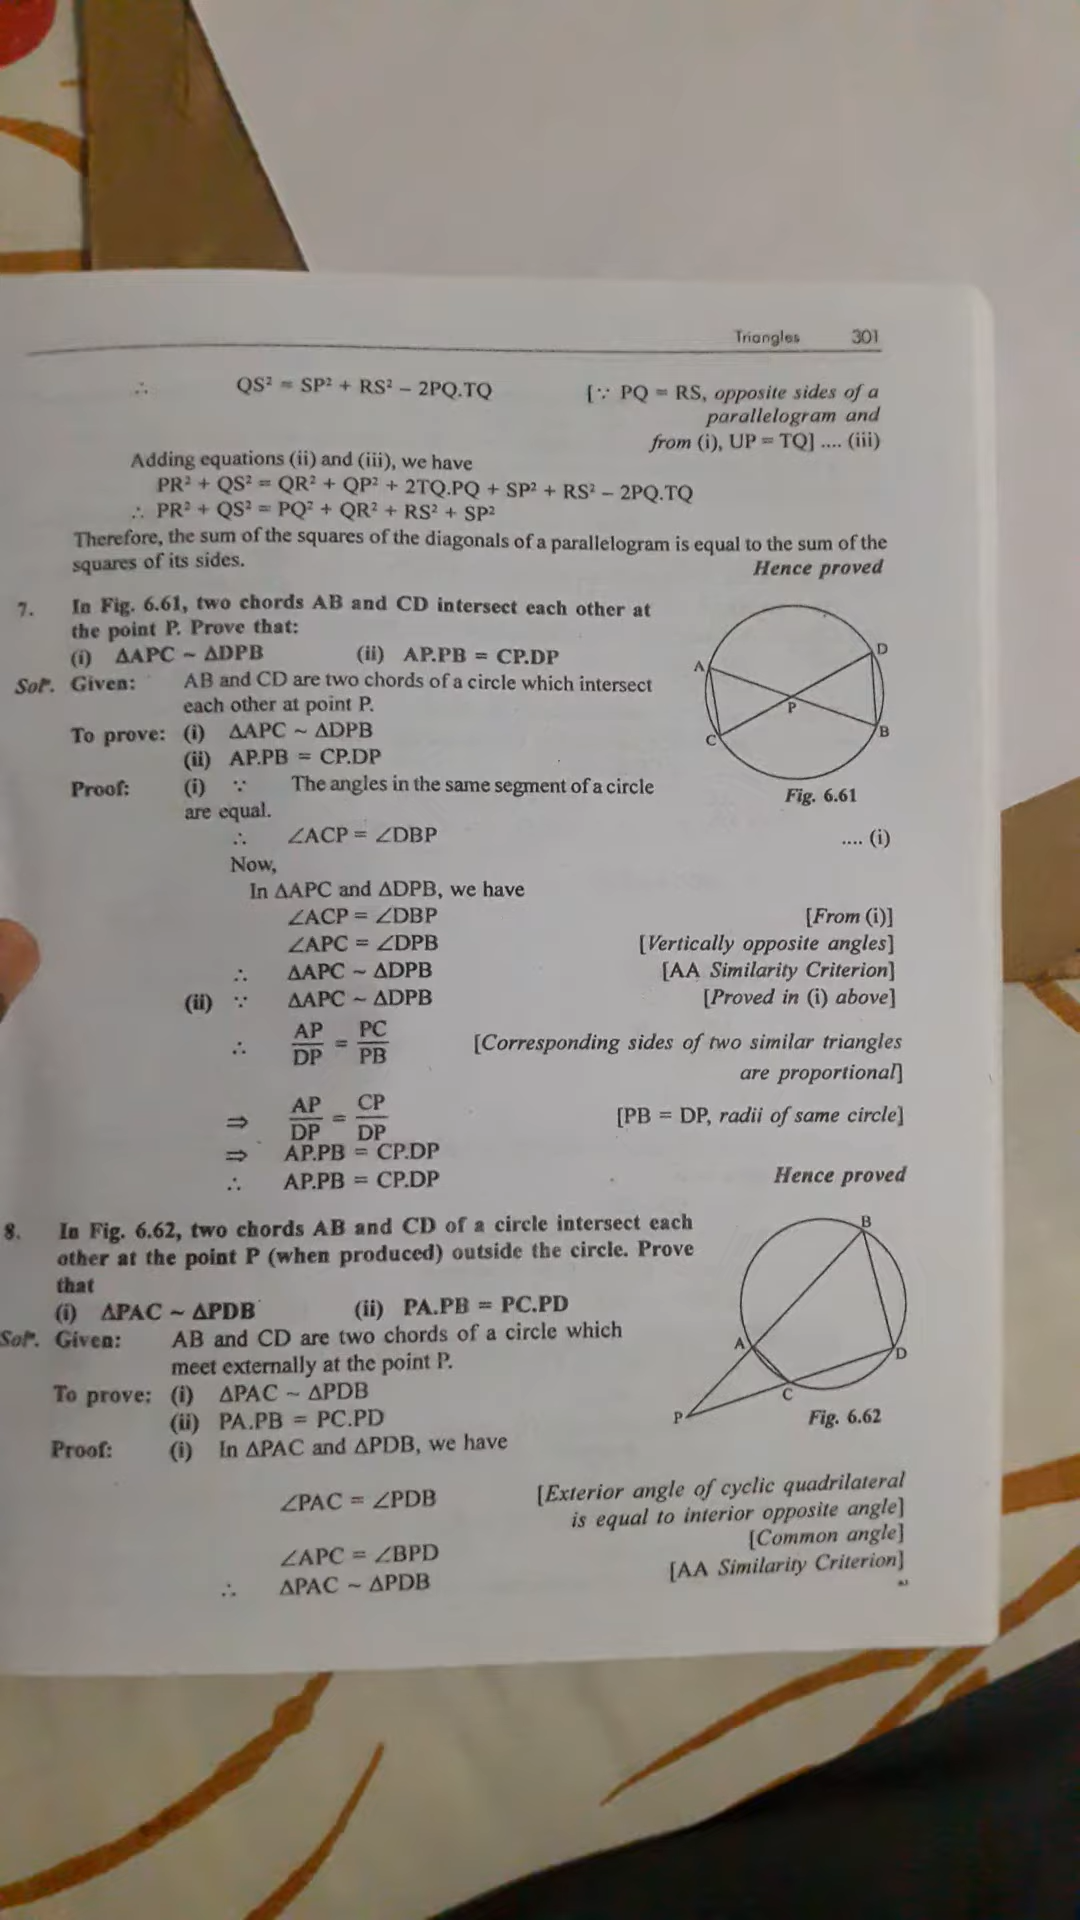 Triangles 301
∴ QS² = SP² + RS² – 2PQ.TQ [∵ PQ = RS, opposite sides of a
parallelogram and
from (i), UP = TQ] .... (iii)
Adding equations (ii) and (iii), we have
PR² + QS² = QR² + QP² + 2TQ.PQ + SP² + RS² – 2PQ.TQ
∴ PR² + QS² = PQ² + QR² + RS² + SP²
Therefore, the sum of the squares of the diagonals of a parallelogram is equal to the sum of the
squares of its sides. Hence proved
7. In Fig. 6.61, two chords AB and CD intersect each other at
the point P. Prove that:
(i) ΔAPC ~ ΔDPB (ii) AP.PB = CP.DP
Solⁿ. Given: AB and CD are two chords of a circle which intersect
each other at point P.
To prove: (i) ΔAPC ~ ΔDPB
(ii) AP.PB = CP.DP
Proof: (i) ∵ The angles in the same segment of a circle
are equal.
A
D
P
C
B
Fig. 6.61
∴ ∠ACP = ∠DBP .... (i)
Now,
In ΔAPC and ΔDPB, we have
∠ACP = ∠DBP [From (i)]
∠APC = ∠DPB [Vertically opposite angles]
∴ ΔAPC ~ ΔDPB [AA Similarity Criterion]
(ii) ∵ ΔAPC ~ ΔDPB [Proved in (i) above]
∴ AP/DP = PC/PB [Corresponding sides of two similar triangles
are proportional]
⇒ AP/DP = CP/DP [PB = DP, radii of same circle]
⇒ AP.PB = CP.DP
∴ AP.PB = CP.DP Hence proved
8. In Fig. 6.62, two chords AB and CD of a circle intersect each
other at the point P (when produced) outside the circle. Prove
that
(i) ΔPAC ~ ΔPDB (ii) PA.PB = PC.PD
Solⁿ. Given: AB and CD are two chords of a circle which
meet externally at the point P.
To prove: (i) ΔPAC ~ ΔPDB
(ii) PA.PB = PC.PD
Proof: (i) In ΔPAC and ΔPDB, we have
B
A
D
C
P
Fig. 6.62
∠PAC = ∠PDB [Exterior angle of cyclic quadrilateral
is equal to interior opposite angle]
∠APC = ∠BPD [Common angle]
∴ ΔPAC ~ ΔPDB [AA Similarity Criterion]